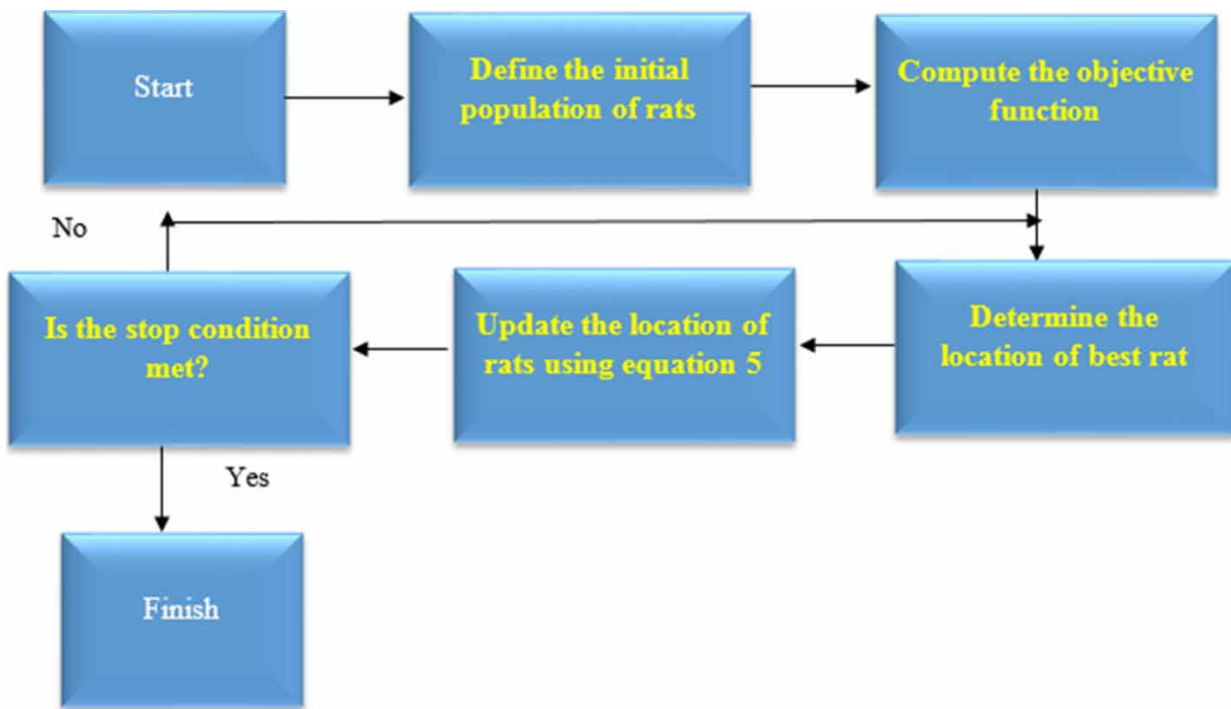 Start
Define the initial
population of rats
Compute the objective
function
No
Is the stop condition
met?
Update the location of
rats using equation 5
Determine the
location of best rat
Yes
Finish